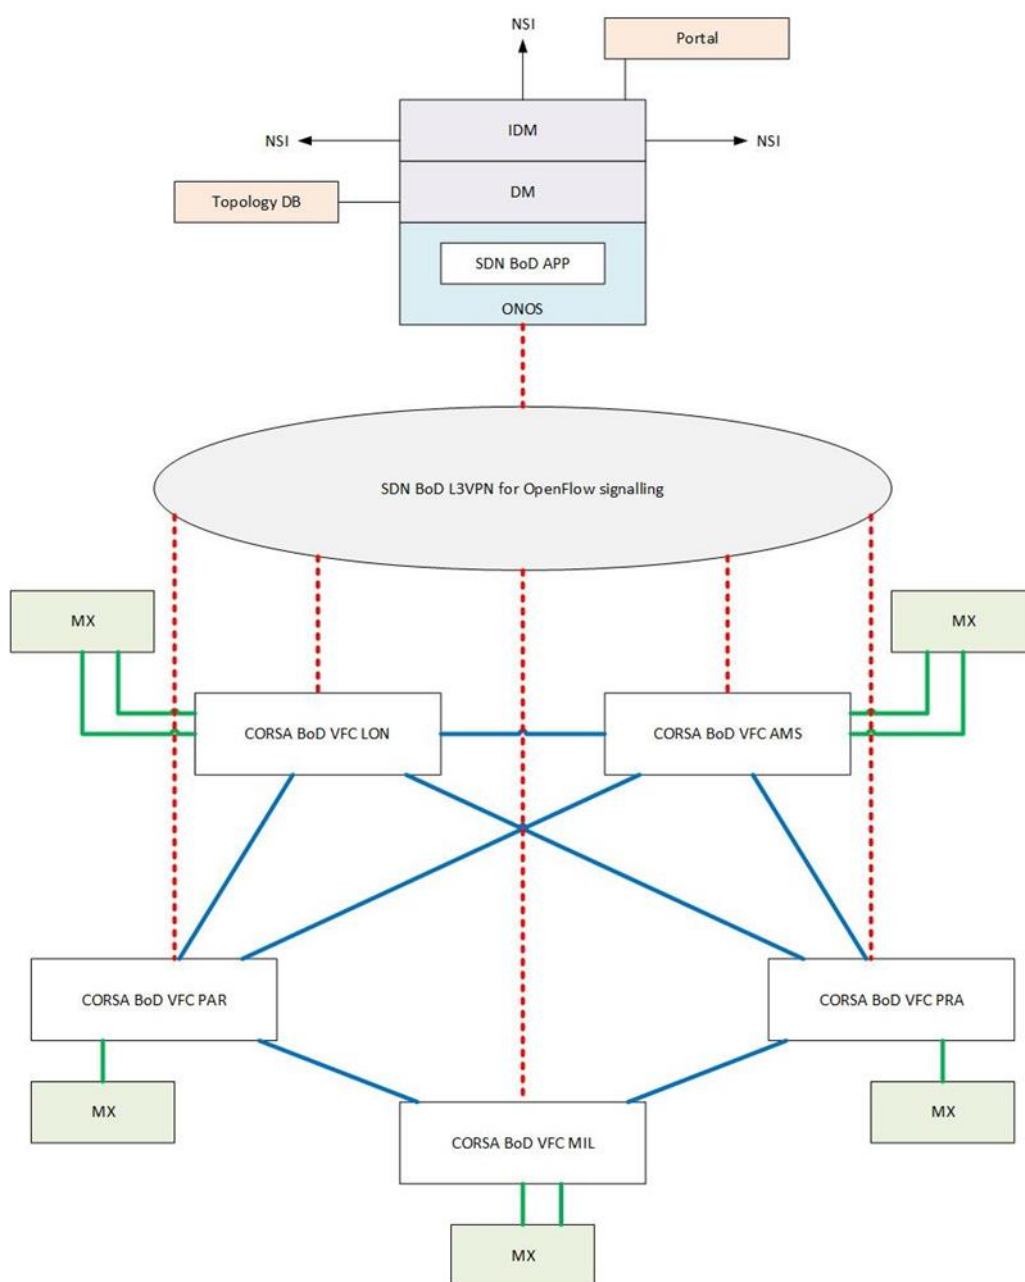 NSI
Portal
IDM
NSI
NSI
DM
Topology DB
SDN BoD APP
ONOS
SDN BoD L3VPN for OpenFlow signalling
MX
MX
CORSA BoD VFC LON
CORSA BoD VFC AMS
CORSA BoD VFC PAR
CORSA BoD VFC PRA
MX
MX
CORSA BoD VFC MIL
MX